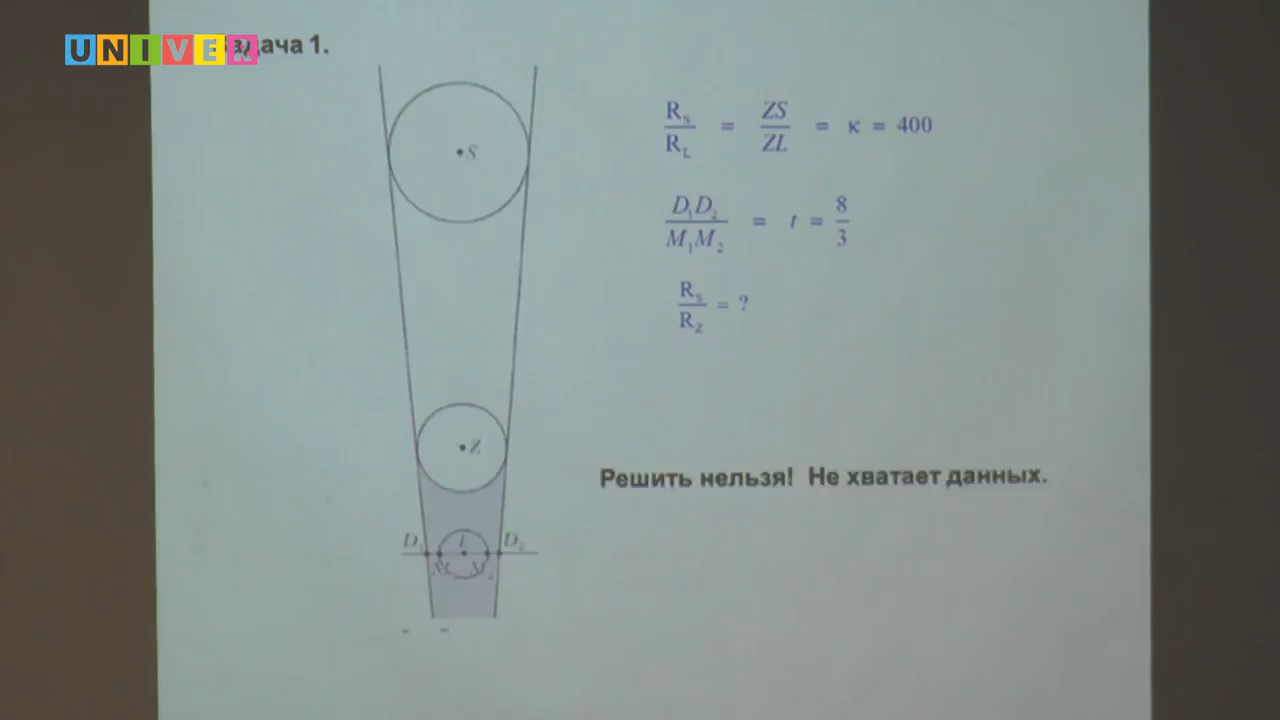 UNIVER
Задача 1.
S
Z
D₁ L D₂
M₁ M₂
R_S / R_L = ZS / ZL = κ = 400
D₁D₂ / M₁M₂ = t = 8 / 3
R_S / R_Z = ?
Решить нельзя! Не хватает данных.